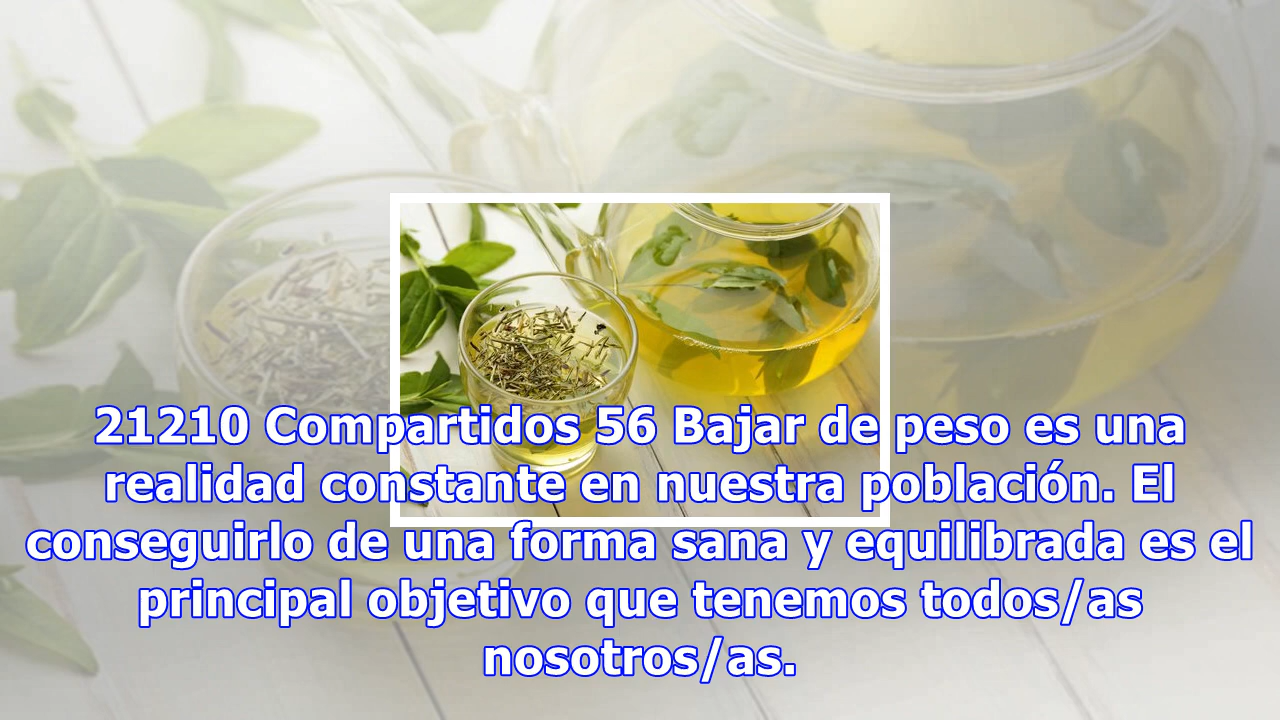 21210 Compartidos 56 Bajar de peso es una
realidad constante en nuestra población. El
conseguirlo de una forma sana y equilibrada es el
principal objetivo que tenemos todos/as
nosotros/as.